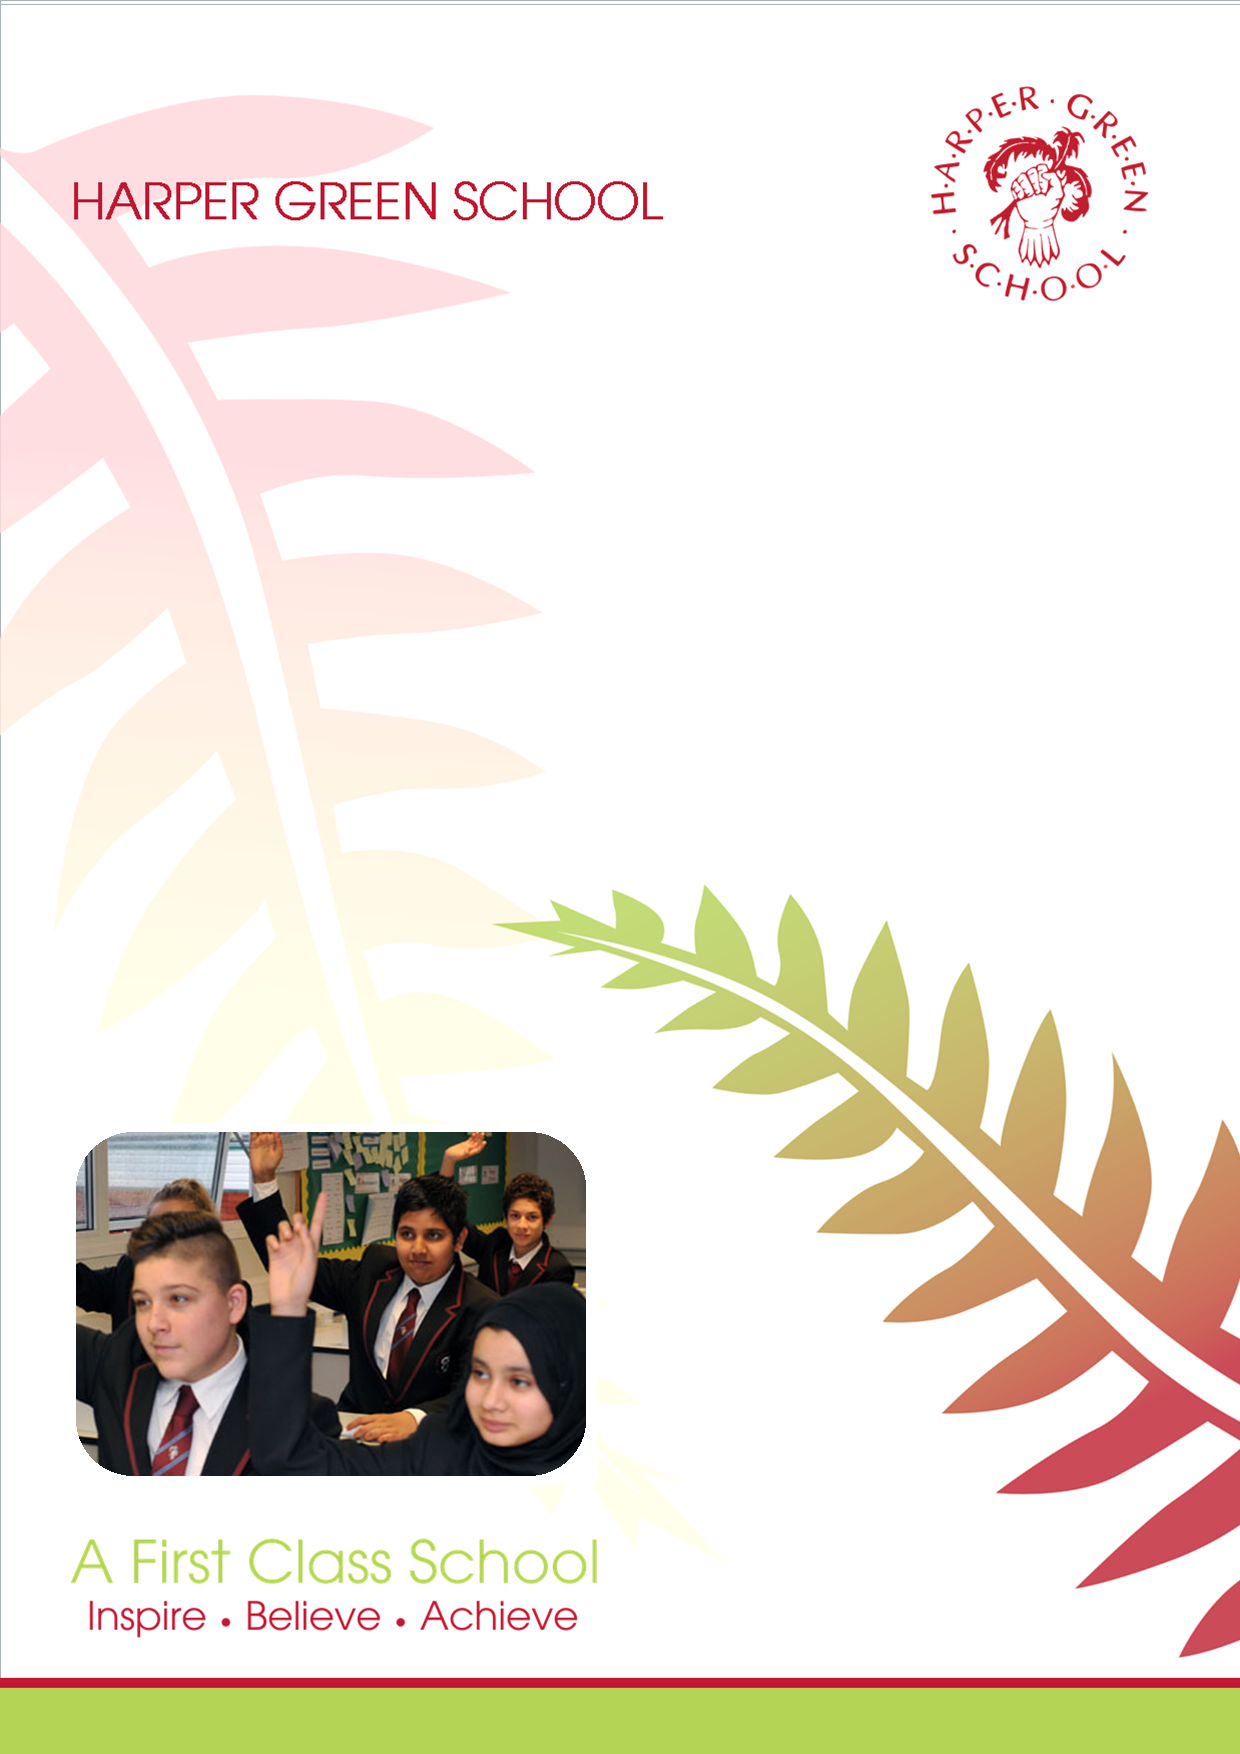 HARPER GREEN SCHOOL
H·A·R·P·E·R · G·R·E·E·N · S·C·H·O·O·L ·
A First Class School
Inspire • Believe • Achieve